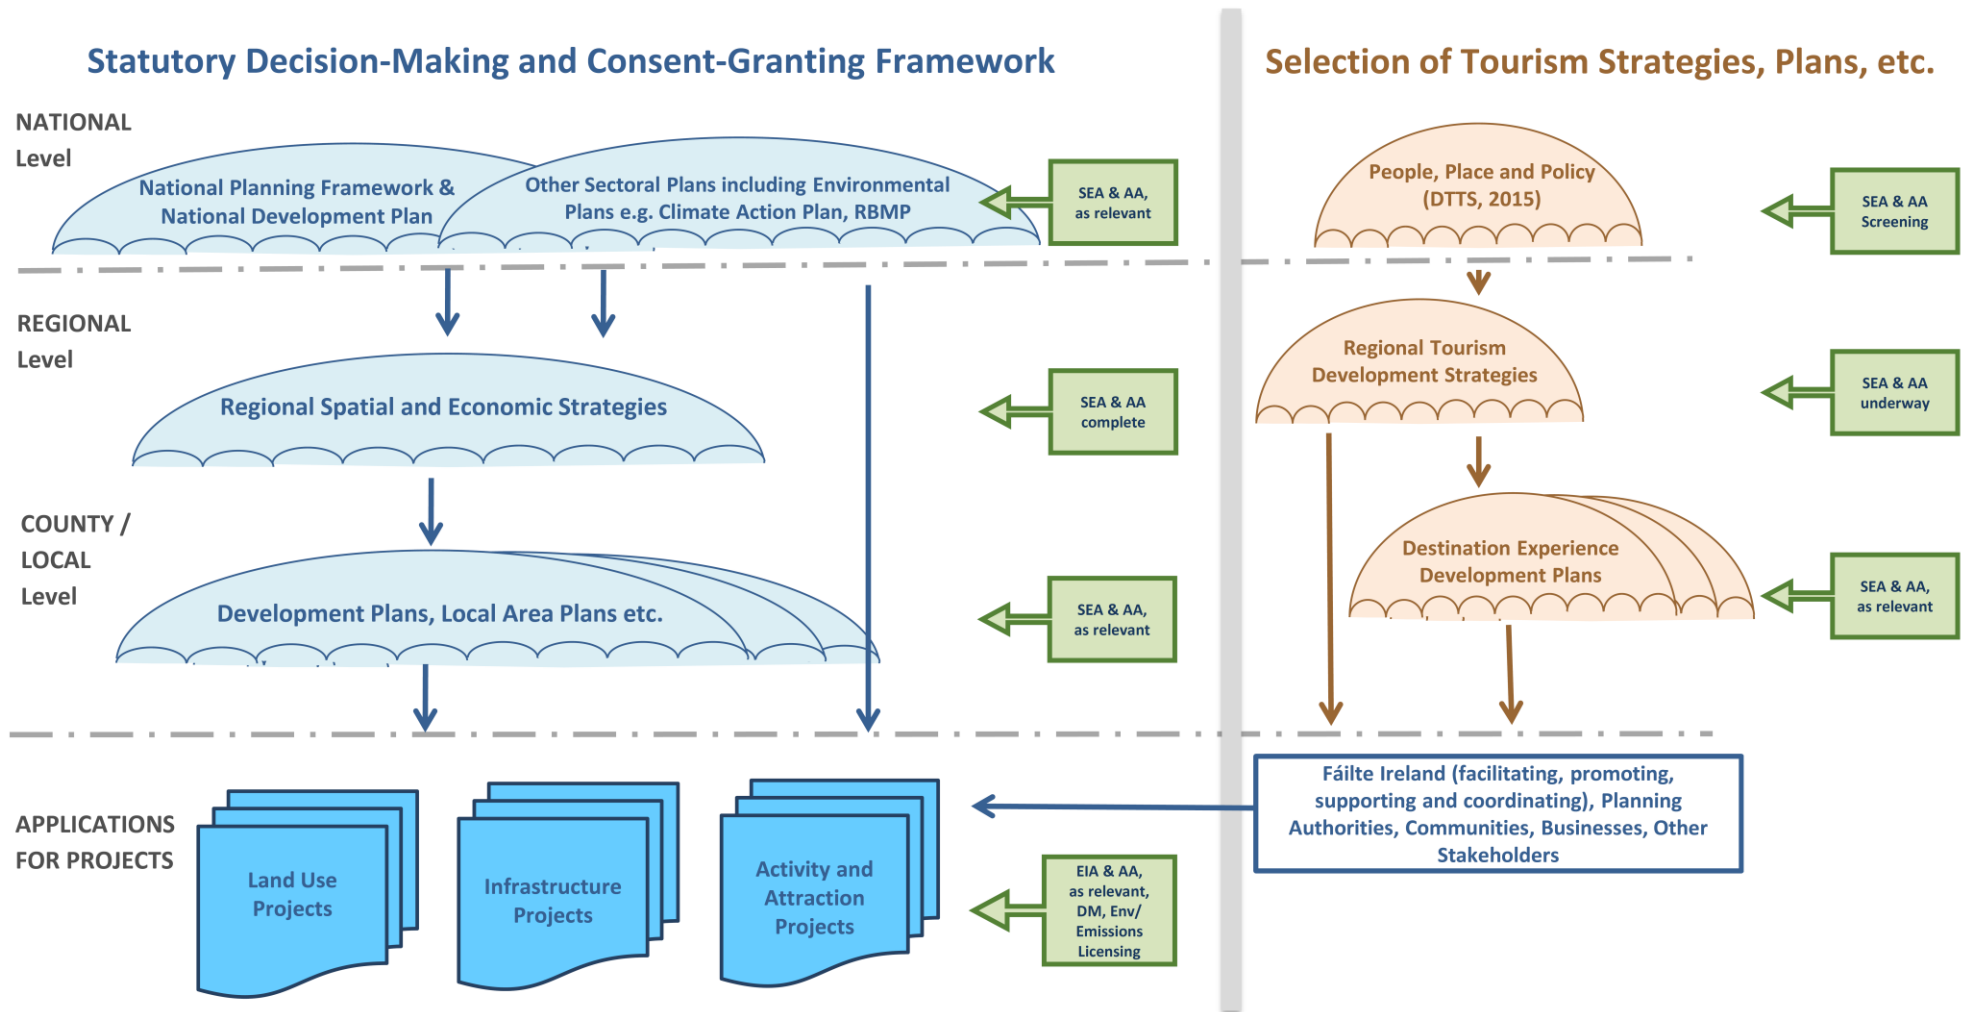 Statutory Decision-Making and Consent-Granting Framework
Selection of Tourism Strategies, Plans, etc.
NATIONAL
Level
National Planning Framework &
National Development Plan
Other Sectoral Plans including Environmental
Plans e.g. Climate Action Plan, RBMP
SEA & AA,
as relevant
People, Place and Policy
(DTTS, 2015)
SEA & AA
Screening
REGIONAL
Level
Regional Spatial and Economic Strategies
SEA & AA
complete
Regional Tourism
Development Strategies
SEA & AA
underway
COUNTY /
LOCAL
Level
Development Plans, Local Area Plans etc.
SEA & AA,
as relevant
Destination Experience
Development Plans
SEA & AA,
as relevant
APPLICATIONS
FOR PROJECTS
Land Use
Projects
Infrastructure
Projects
Activity and
Attraction
Projects
EIA & AA,
as relevant,
DM, Env/
Emissions
Licensing
Fáilte Ireland (facilitating, promoting,
supporting and coordinating), Planning
Authorities, Communities, Businesses, Other
Stakeholders